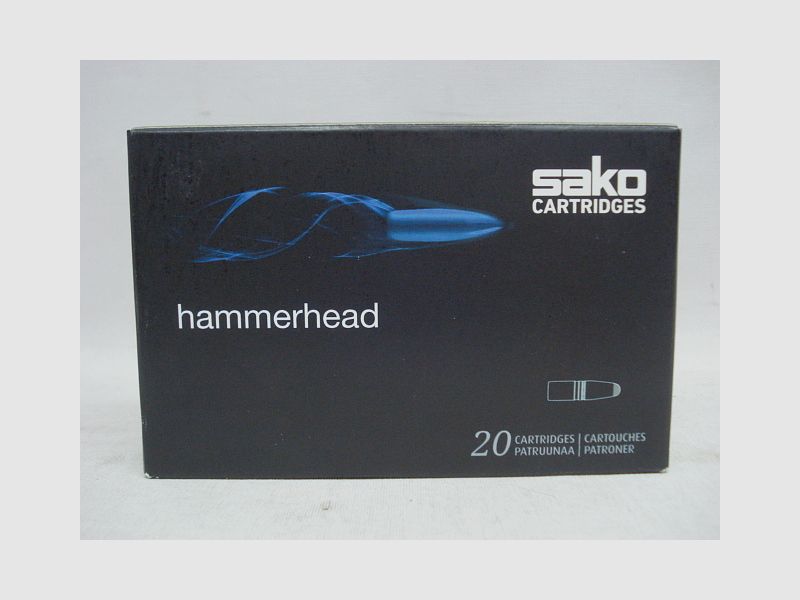 sako
CARTRIDGES
hammerhead
20 CARTRIDGES | CARTOUCHES
PATRUUNAA | PATRONER